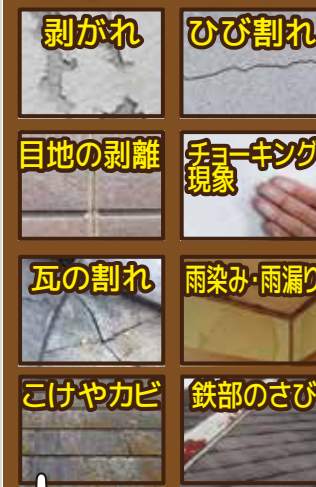 剥がれ
ひび割れ
目地の剥離
チョーキング
現象
瓦の割れ
雨染み・雨漏り
こけやカビ
鉄部のさび